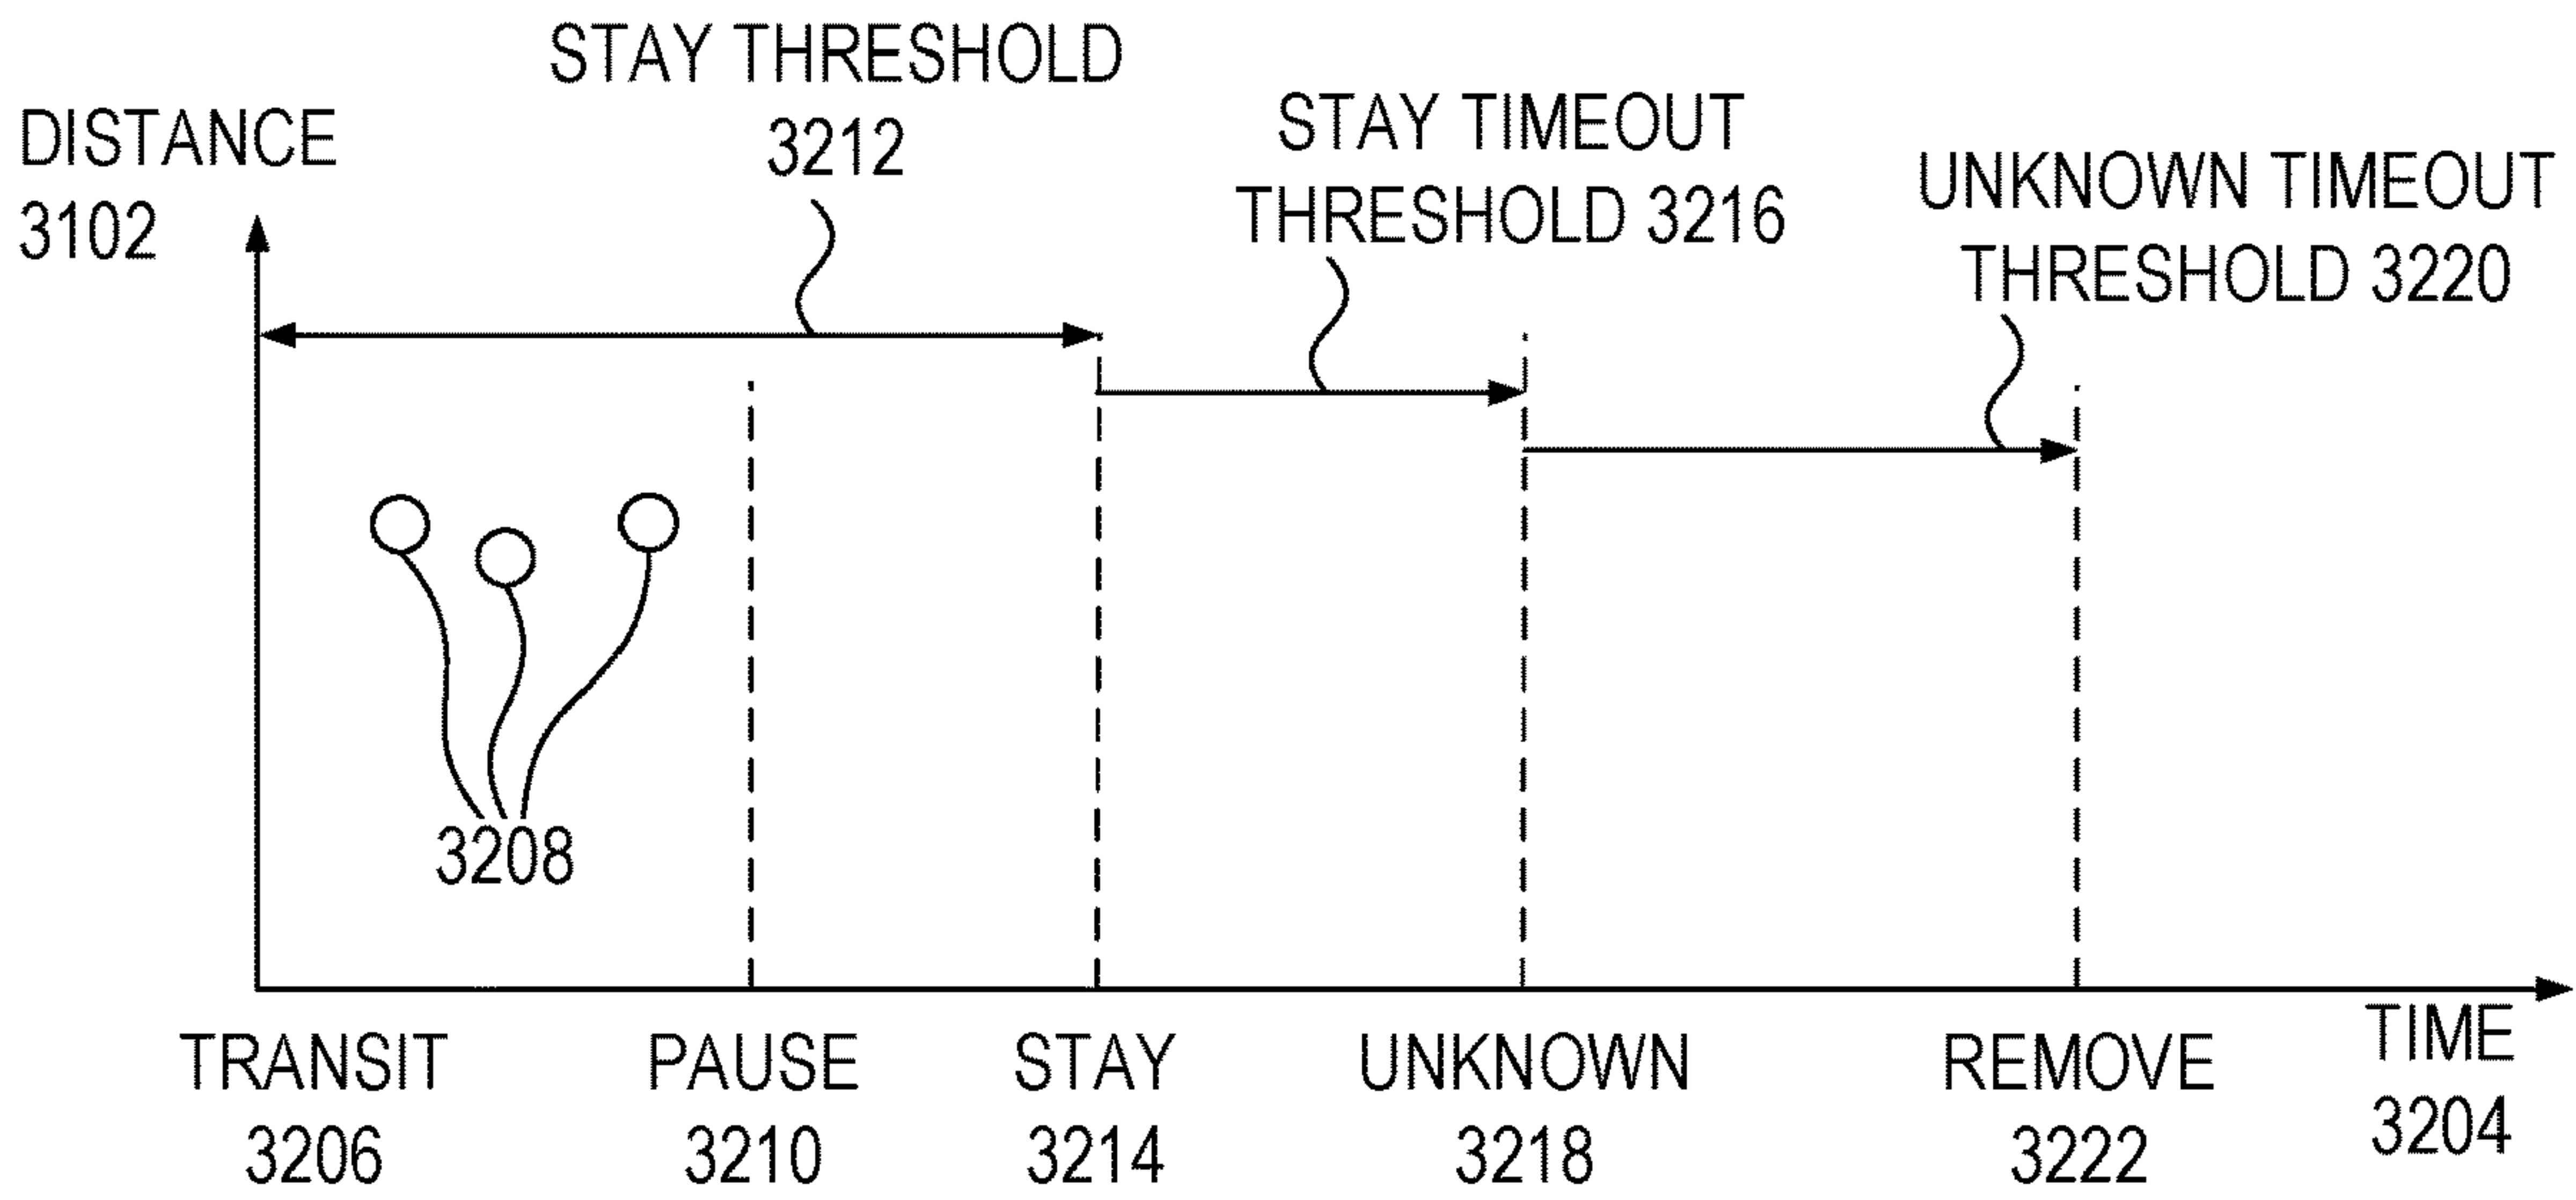 STAY THRESHOLD
3212
DISTANCE
3102
STAY TIMEOUT
THRESHOLD 3216
UNKNOWN TIMEOUT
THRESHOLD 3220
3208
TRANSIT
3206
PAUSE
3210
STAY
3214
UNKNOWN
3218
REMOVE
3222
TIME
3204